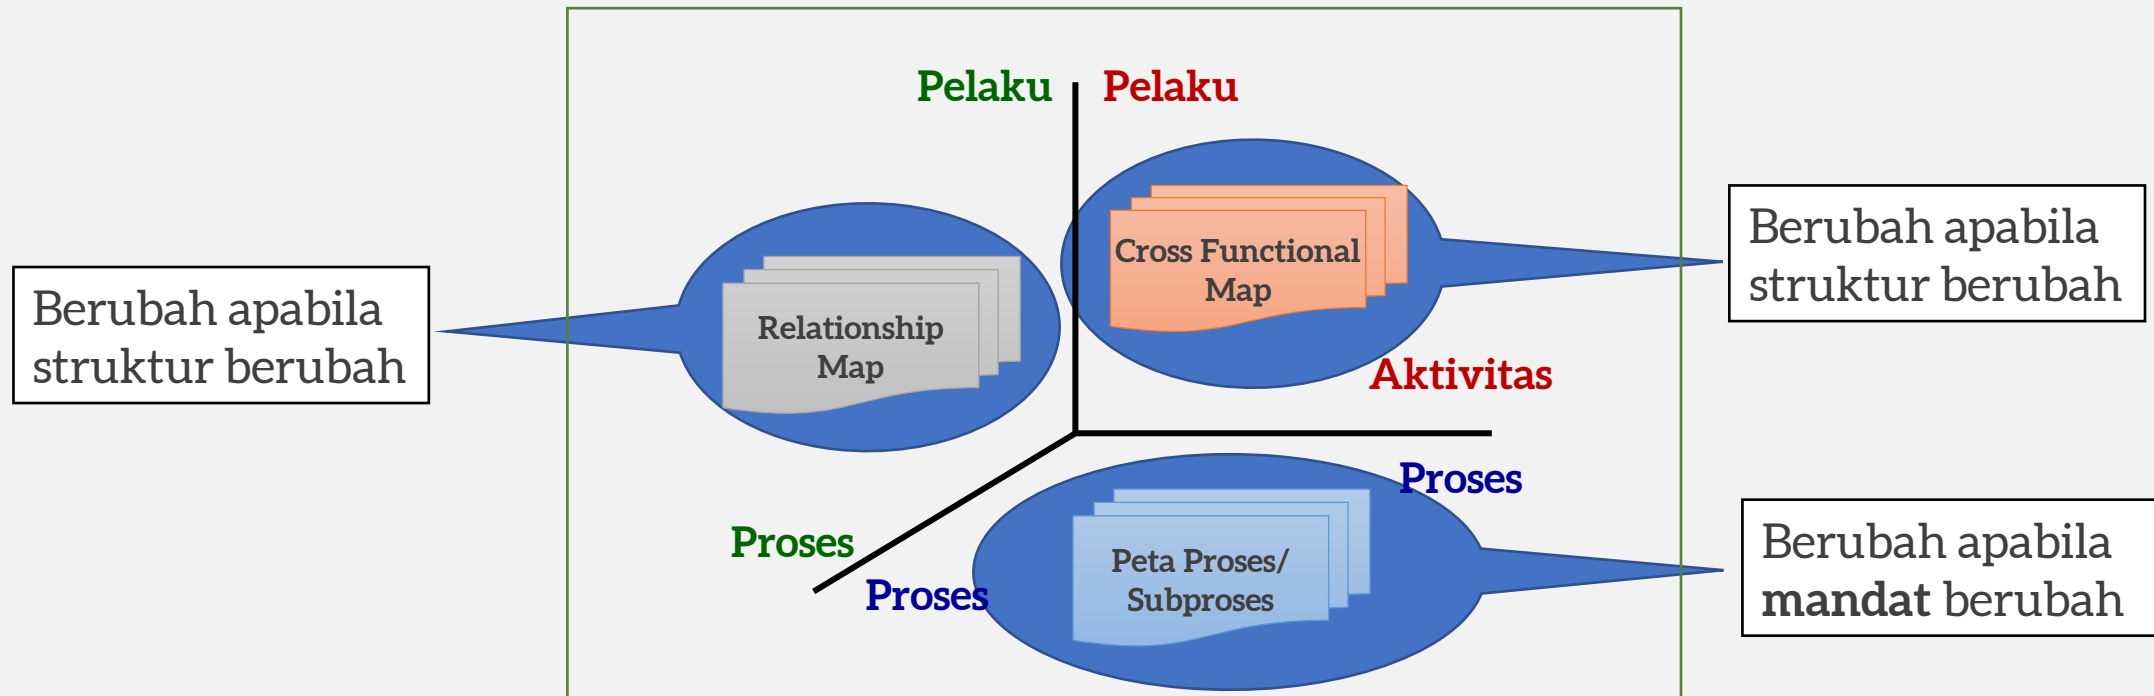 Pelaku
Pelaku
Cross Functional
Map
Berubah apabila
struktur berubah
Relationship
Map
Berubah apabila
struktur berubah
Aktivitas
Proses
Proses
Proses
Peta Proses/
Subproses
Berubah apabila
mandat berubah